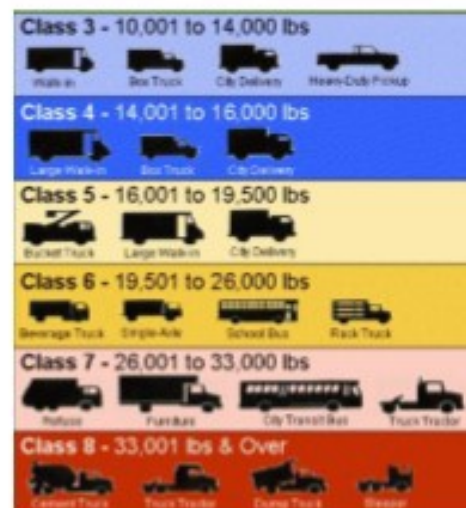 Class 3 - 10,001 to 14,000 lbs
Walk-in Box Truck City Delivery Heavy-Duty Pickup
Class 4 - 14,001 to 16,000 lbs
Large Walk-in Box Truck City Delivery
Class 5 - 16,001 to 19,500 lbs
Bucket Truck Large Walk-in City Delivery
Class 6 - 19,501 to 26,000 lbs
Beverage Truck Single-Axle School Bus Rack Truck
Class 7 - 26,001 to 33,000 lbs
Refuse Furniture City Transit Bus Truck Tractor
Class 8 - 33,001 lbs & Over
Cement Truck Truck Tractor Dump Truck Sleeper